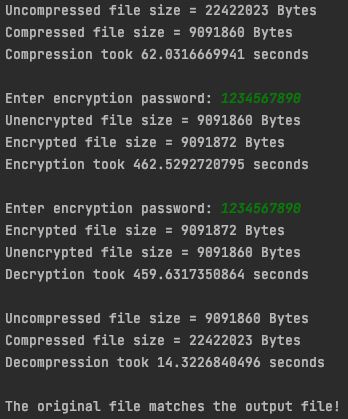 Uncompressed file size = 22422023 Bytes
Compressed file size = 9091860 Bytes
Compression took 62.0316669941 seconds
Enter encryption password: 1234567890
Unencrypted file size = 9091860 Bytes
Encrypted file size = 9091872 Bytes
Encryption took 462.5292720795 seconds
Enter encryption password: 1234567890
Encrypted file size = 9091872 Bytes
Unencrypted file size = 9091860 Bytes
Decryption took 459.6317350864 seconds
Uncompressed file size = 9091860 Bytes
Compressed file size = 22422023 Bytes
Decompression took 14.3226840496 seconds
The original file matches the output file!